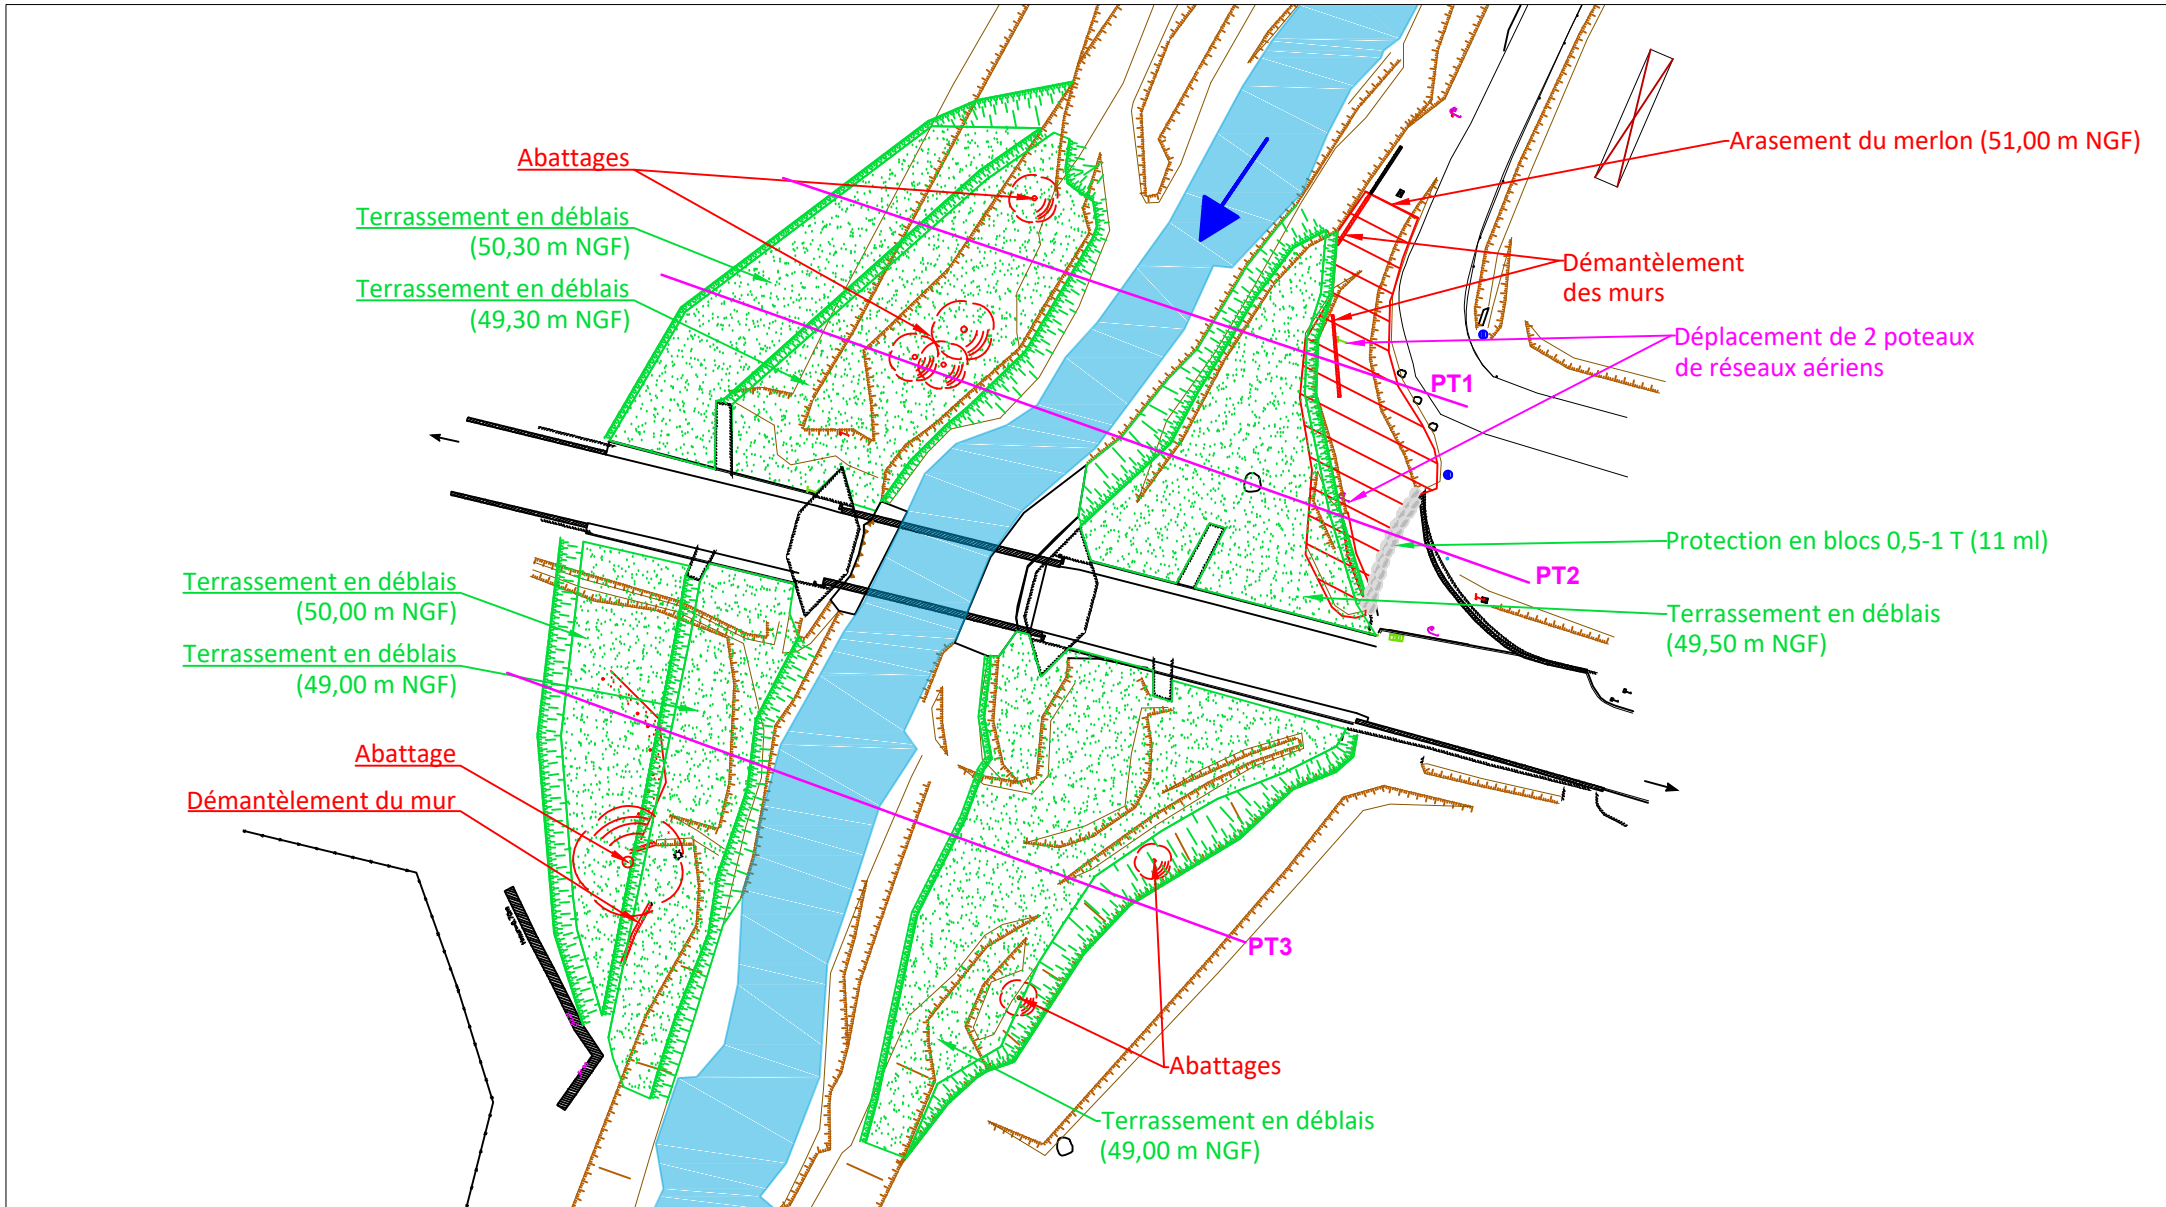 Abattages
Arasement du merlon (51,00 m NGF)
Terrassement en déblais
(50,30 m NGF)
Démantèlement
des murs
Terrassement en déblais
(49,30 m NGF)
Déplacement de 2 poteaux
de réseaux aériens
PT1
Protection en blocs 0,5-1 T (11 ml)
PT2
Terrassement en déblais
(50,00 m NGF)
Terrassement en déblais
(49,50 m NGF)
Terrassement en déblais
(49,00 m NGF)
Abattage
Démantèlement du mur
PT3
Abattages
Terrassement en déblais
(49,00 m NGF)